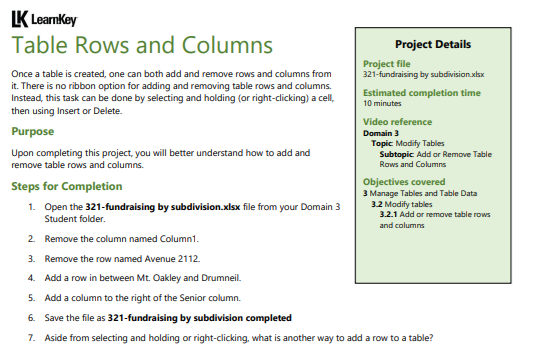 LK LearnKey
Table Rows and Columns
Once a table is created, one can both add and remove rows and columns from
it. There is no ribbon option for adding and removing table rows and columns.
Instead, this task can be done by selecting and holding (or right-clicking) a cell,
then using Insert or Delete.
Purpose
Upon completing this project, you will better understand how to add and
remove table rows and columns.
Steps for Completion
1. Open the 321-fundraising by subdivision.xlsx file from your Domain 3
Student folder.
2. Remove the column named Column1.
3. Remove the row named Avenue 2112.
4. Add a row in between Mt. Oakley and Drumneil.
5. Add a column to the right of the Senior column.
6. Save the file as 321-fundraising by subdivision completed
7. Aside from selecting and holding or right-clicking, what is another way to add a row to a table?
Project Details
Project file
321-fundraising by subdivision.xlsx
Estimated completion time
10 minutes
Video reference
Domain 3
Topic: Modify Tables
Subtopic: Add or Remove Table
Rows and Columns
Objectives covered
3 Manage Tables and Table Data
3.2 Modify tables
3.2.1 Add or remove table rows
and columns